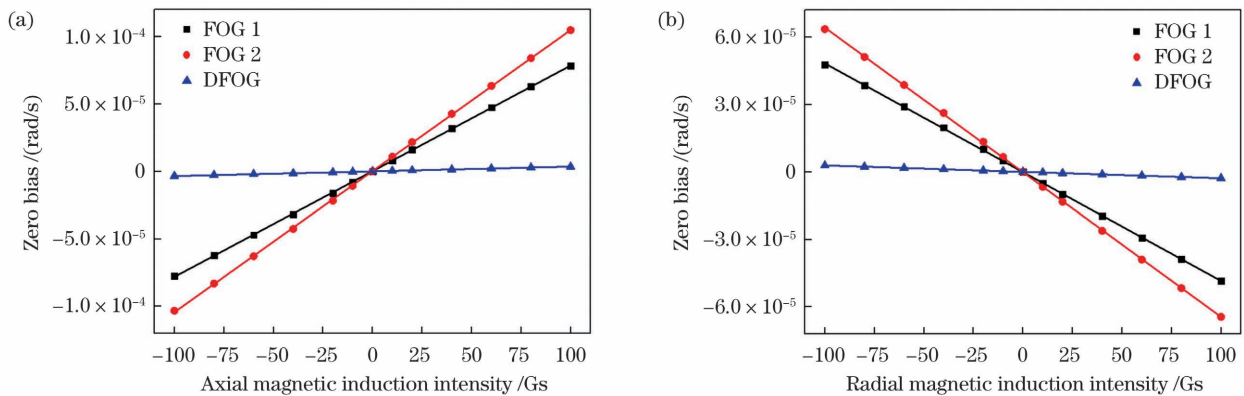 (a)
FOG 1
FOG 2
DFOG
Zero bias /(rad/s)
1.0 × 10⁻⁴
5.0 × 10⁻⁵
0
−5.0 × 10⁻⁵
−1.0 × 10⁻⁴
−100 −75 −50 −25 0 25 50 75 100
Axial magnetic induction intensity /Gs
(b)
FOG 1
FOG 2
DFOG
Zero bias /(rad/s)
6.0 × 10⁻⁵
3.0 × 10⁻⁵
0
−3.0 × 10⁻⁵
−6.0 × 10⁻⁵
−100 −75 −50 −25 0 25 50 75 100
Radial magnetic induction intensity /Gs